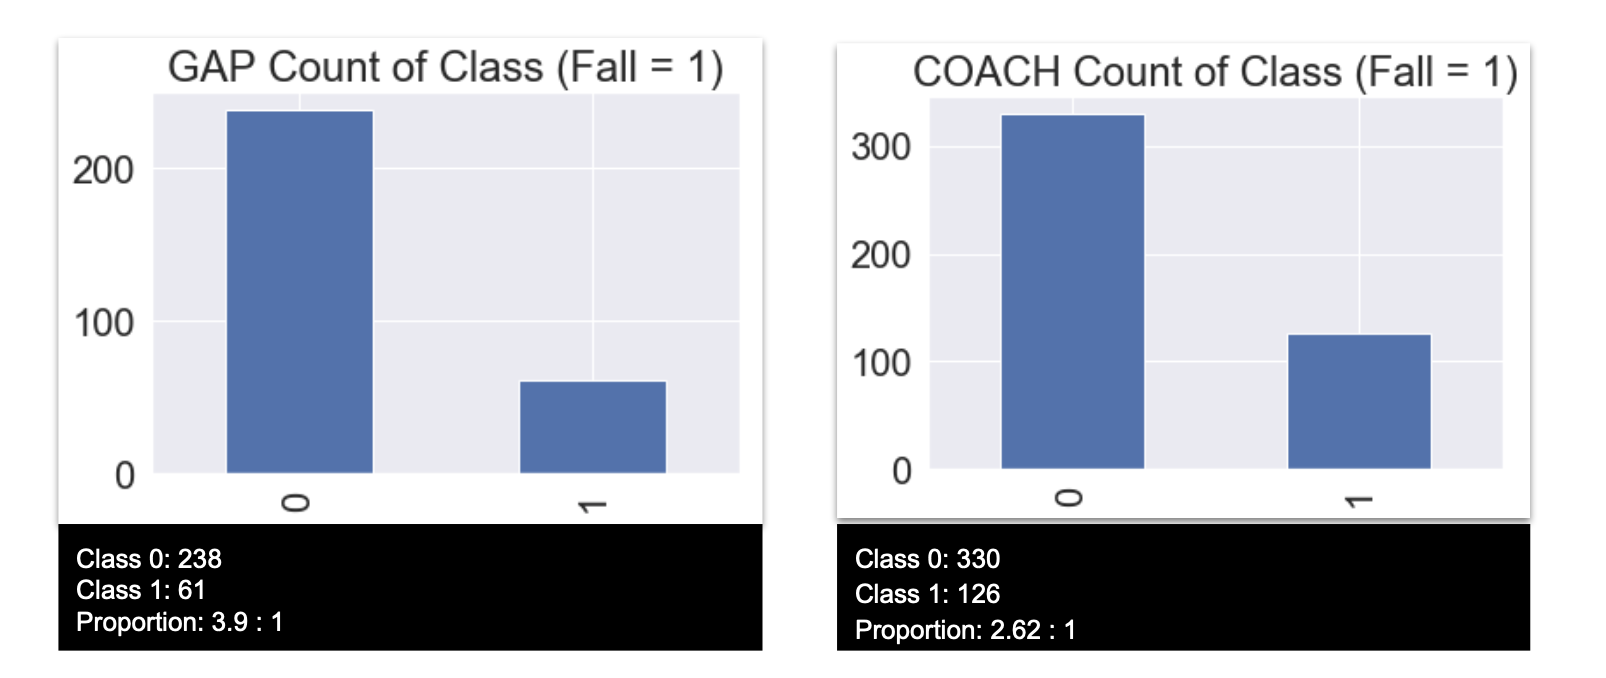 GAP Count of Class (Fall = 1)
200
100
0
0
1
Class 0: 238
Class 1: 61
Proportion: 3.9 : 1
COACH Count of Class (Fall = 1)
300
200
100
0
0
1
Class 0: 330
Class 1: 126
Proportion: 2.62 : 1